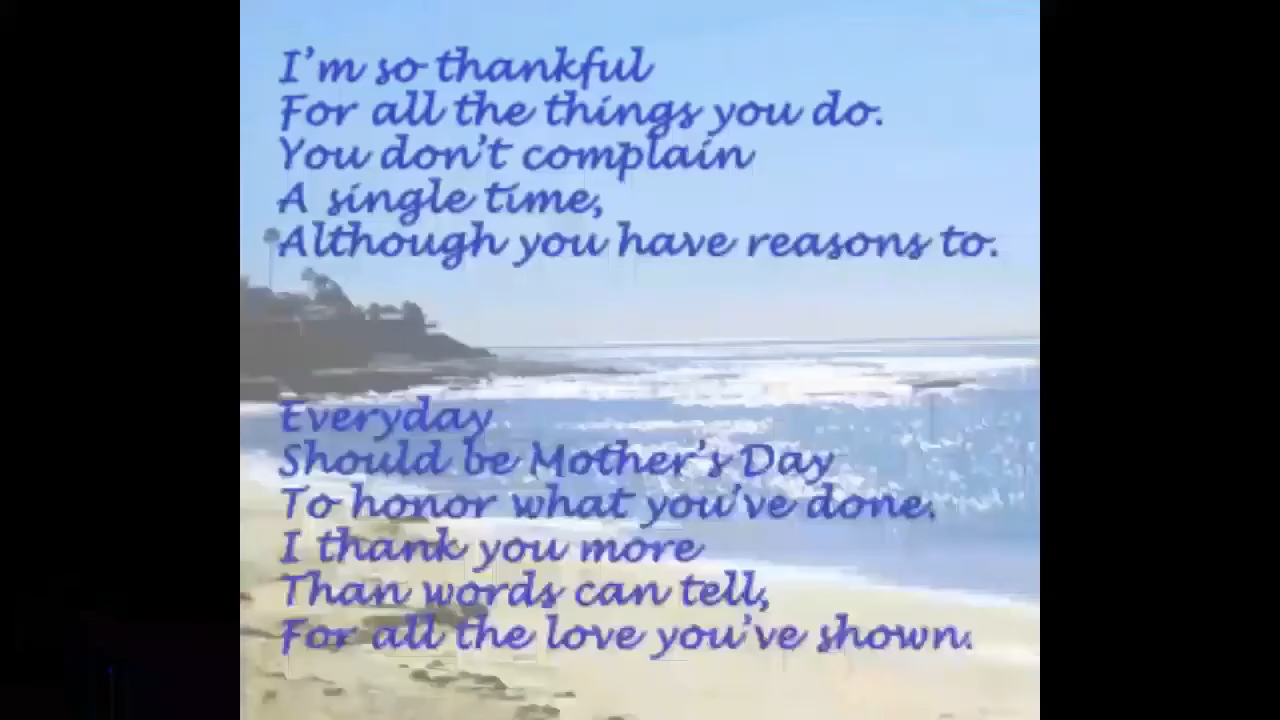 I'm so thankful
For all the things you do.
You don't complain
A single time,
Although you have reasons to.
Everyday
Should be Mother's Day
To honor what you've done.
I thank you more
Than words can tell,
For all the love you've shown.